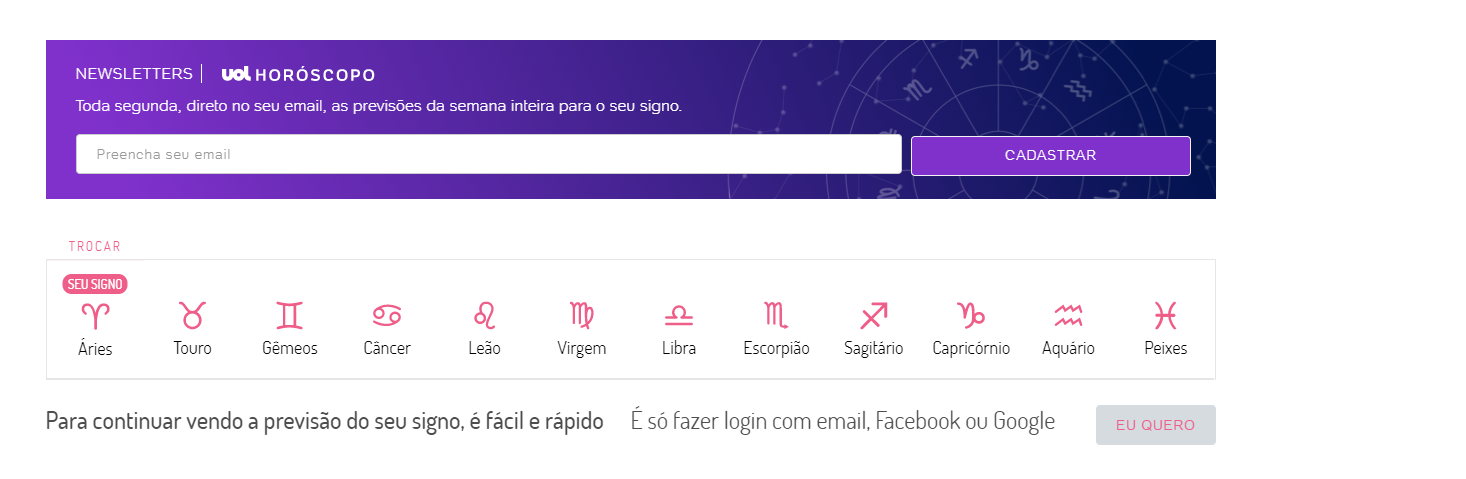 NEWSLETTERS uol HORÓSCOPO
Toda segunda, direto no seu email, as previsões da semana inteira para o seu signo.
Preencha seu email CADASTRAR
TROCAR
SEU SIGNO
Áries Touro Gêmeos Câncer Leão Virgem Libra Escorpião Sagitário Capricórnio Aquário Peixes
Para continuar vendo a previsão do seu signo, é fácil e rápido É só fazer login com email, Facebook ou Google EU QUERO